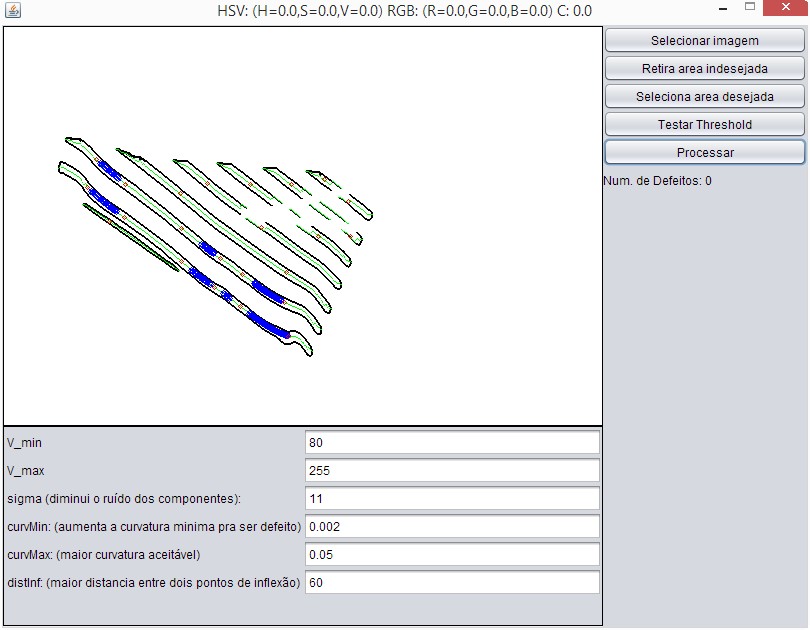 HSV: (H=0.0,S=0.0,V=0.0) RGB: (R=0.0,G=0.0,B=0.0) C: 0.0
Selecionar imagem
Retira area indesejada
Seleciona area desejada
Testar Threshold
Processar
Num. de Defeitos: 0
V_min 80
V_max 255
sigma (diminui o ruído dos componentes): 11
curvMin: (aumenta a curvatura minima pra ser defeito) 0.002
curvMax: (maior curvatura aceitável) 0.05
distInf: (maior distancia entre dois pontos de inflexão) 60